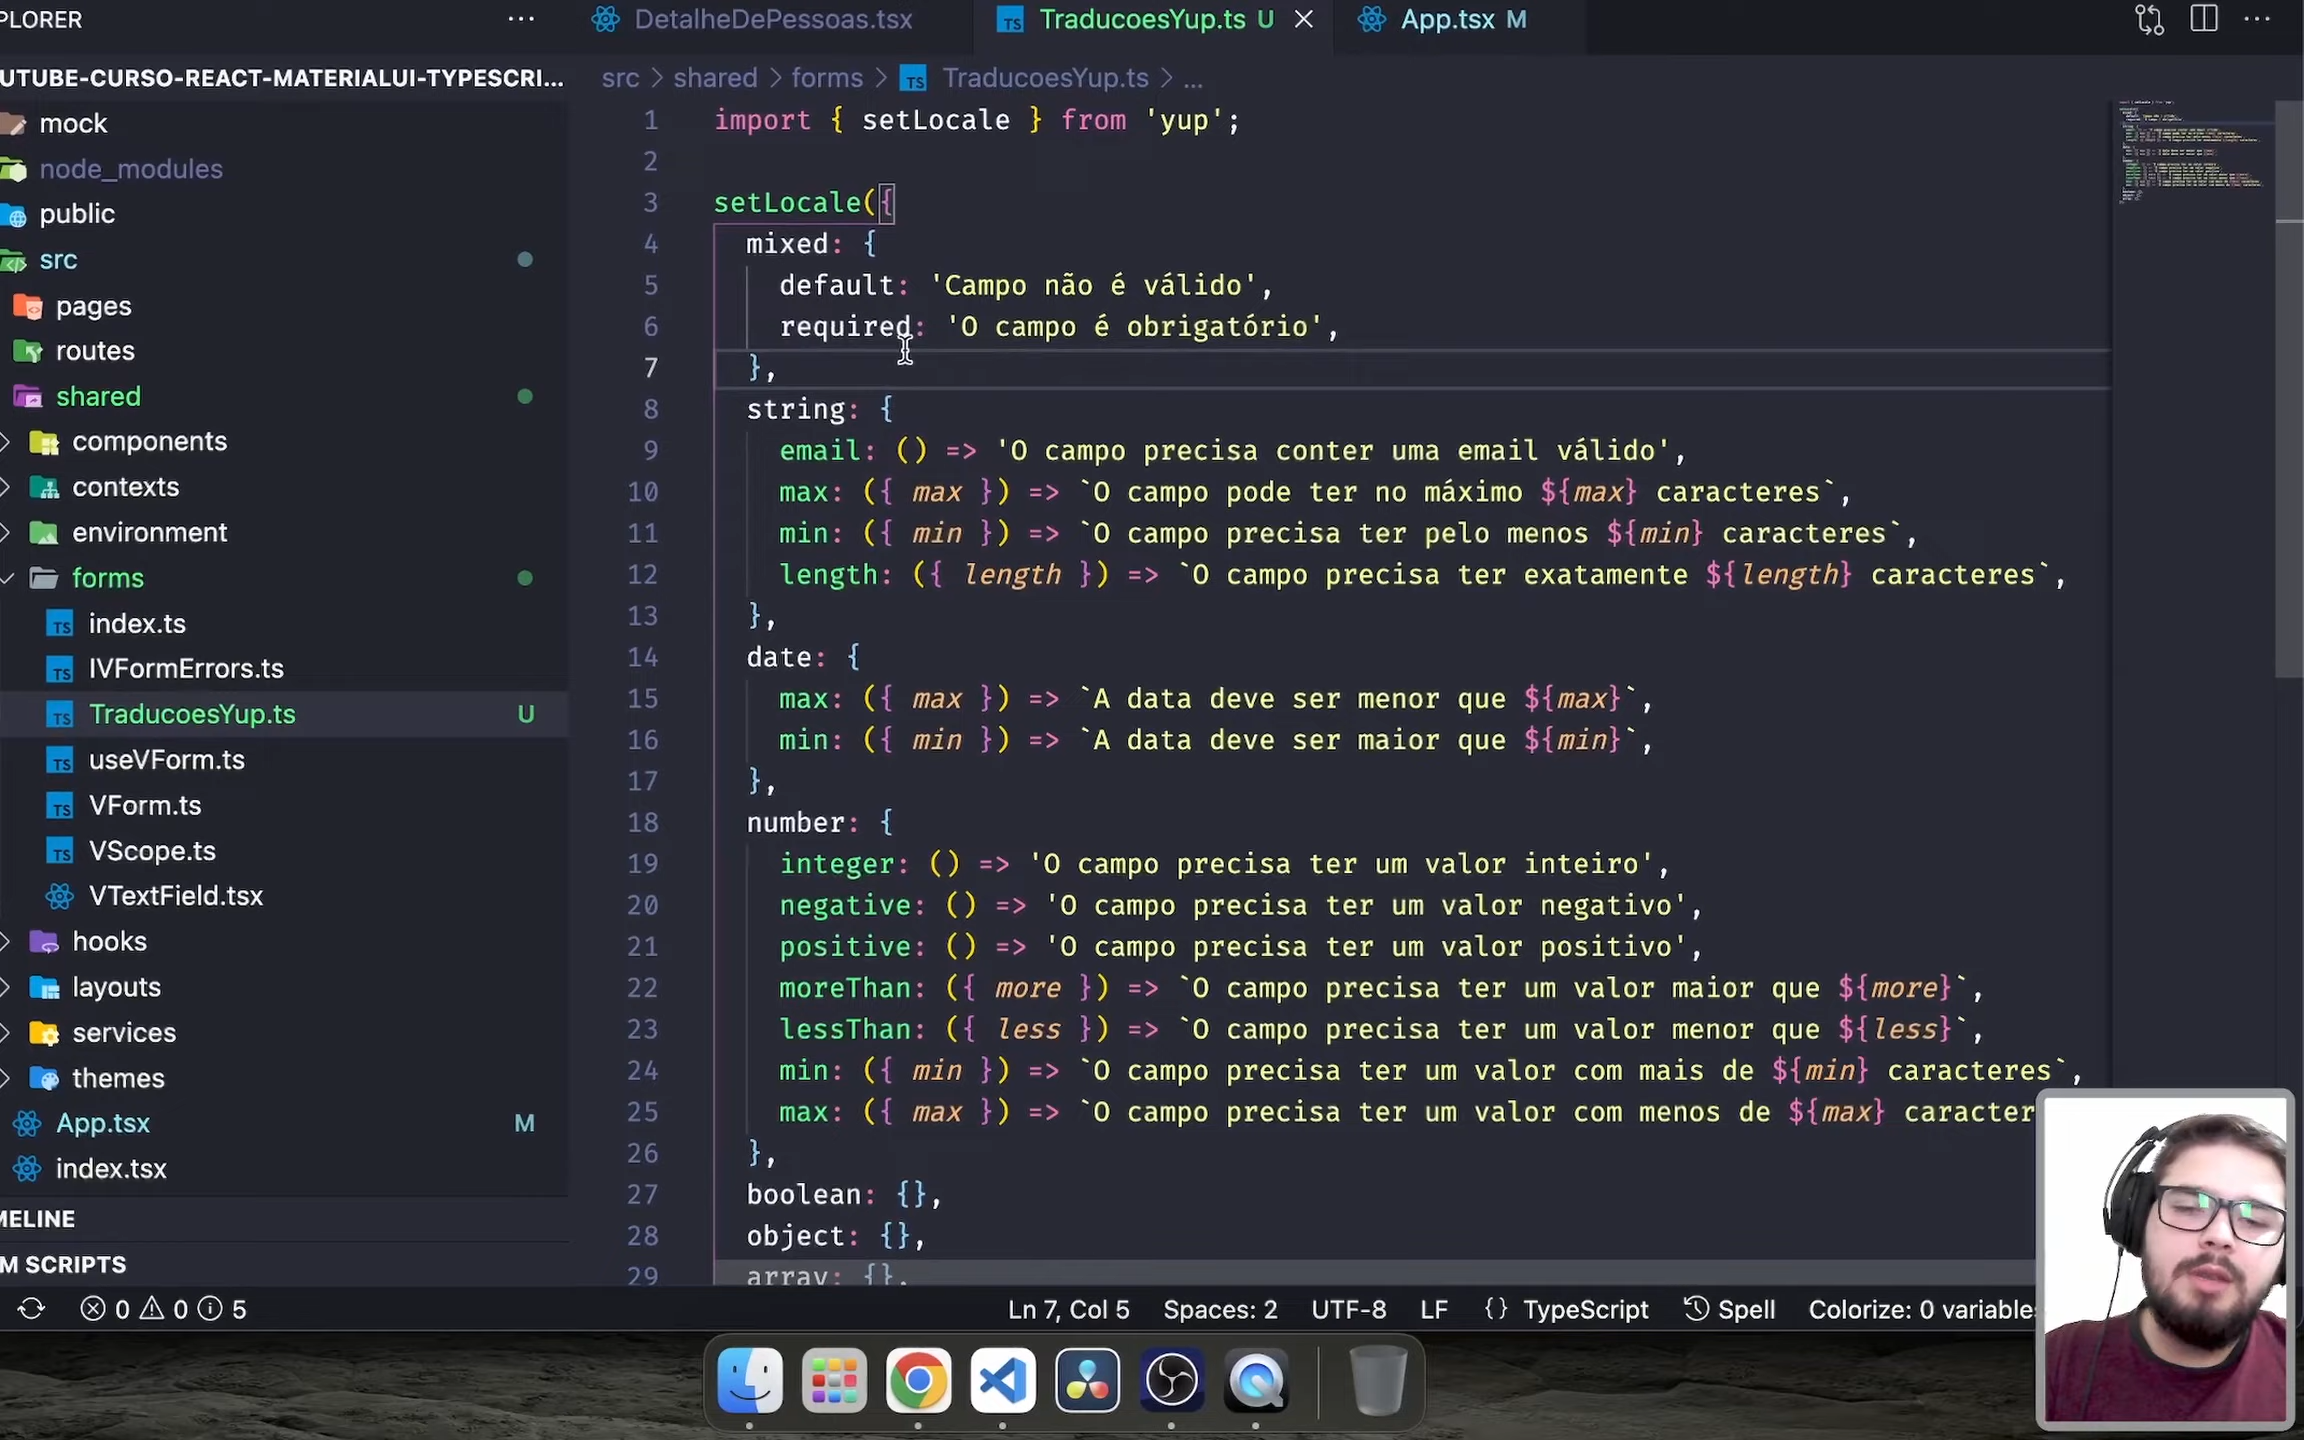 PLORER
···
DetalheDePessoas.tsx
TraducoesYup.ts U
App.tsx M
UTUBE-CURSO-REACT-MATERIALUI-TYPESCRI...
src > shared > forms > TS TraducoesYup.ts > ...
mock
node_modules
public
src
pages
routes
shared
components
contexts
environment
forms
TS index.ts
TS IVFormErrors.ts
TS TraducoesYup.ts U
TS useVForm.ts
TS VForm.ts
TS VScope.ts
VTextField.tsx
hooks
layouts
services
themes
App.tsx M
index.tsx
MELINE
M SCRIPTS
1 import { setLocale } from 'yup';
2
3 setLocale({
4 mixed: {
5 default: 'Campo não é válido',
6 required: 'O campo é obrigatório',
7 },
8 string: {
9 email: () => 'O campo precisa conter uma email válido',
10 max: ({ max }) => `O campo pode ter no máximo ${max} caracteres`,
11 min: ({ min }) => `O campo precisa ter pelo menos ${min} caracteres`,
12 length: ({ length }) => `O campo precisa ter exatamente ${length} caracteres`,
13 },
14 date: {
15 max: ({ max }) => `A data deve ser menor que ${max}`,
16 min: ({ min }) => `A data deve ser maior que ${min}`,
17 },
18 number: {
19 integer: () => 'O campo precisa ter um valor inteiro',
20 negative: () => 'O campo precisa ter um valor negativo',
21 positive: () => 'O campo precisa ter um valor positivo',
22 moreThan: ({ more }) => `O campo precisa ter um valor maior que ${more}`,
23 lessThan: ({ less }) => `O campo precisa ter um valor menor que ${less}`,
24 min: ({ min }) => `O campo precisa ter um valor com mais de ${min} caracteres`,
25 max: ({ max }) => `O campo precisa ter um valor com menos de ${max} caracter
26 },
27 boolean: {},
28 object: {},
29 array: {},
0 0 5
Ln 7, Col 5 Spaces: 2 UTF-8 LF {} TypeScript Spell Colorize: 0 variables